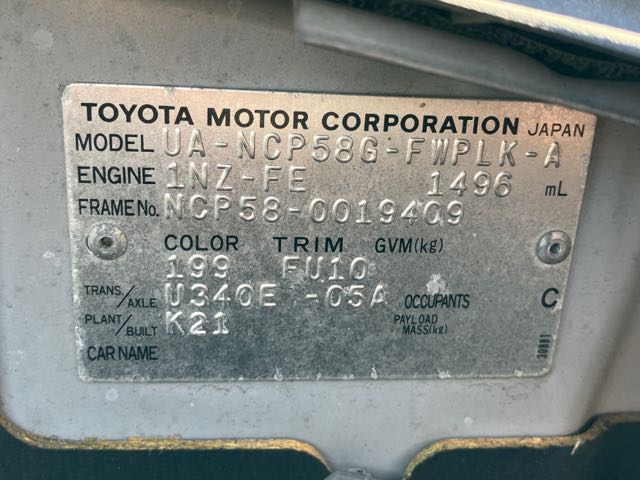 TOYOTA MOTOR CORPORATION JAPAN
MODEL UA-NCP58G-FWPLK-A
ENGINE 1NZ-FE 1496 mL
FRAME No. NCP58-0019409
COLOR TRIM GVM(kg)
199 FU10
TRANS./AXLE U340E -05A OCCUPANTS C
PLANT/BUILT K21 PAYLOAD MASS(kg)
CAR NAME
30881